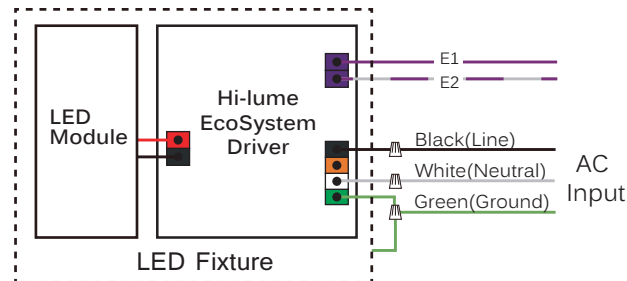 E1
E2
Hi-lume
EcoSystem
Driver
LED
Module
Black(Line)
White(Neutral)
Green(Ground)
AC
Input
LED Fixture